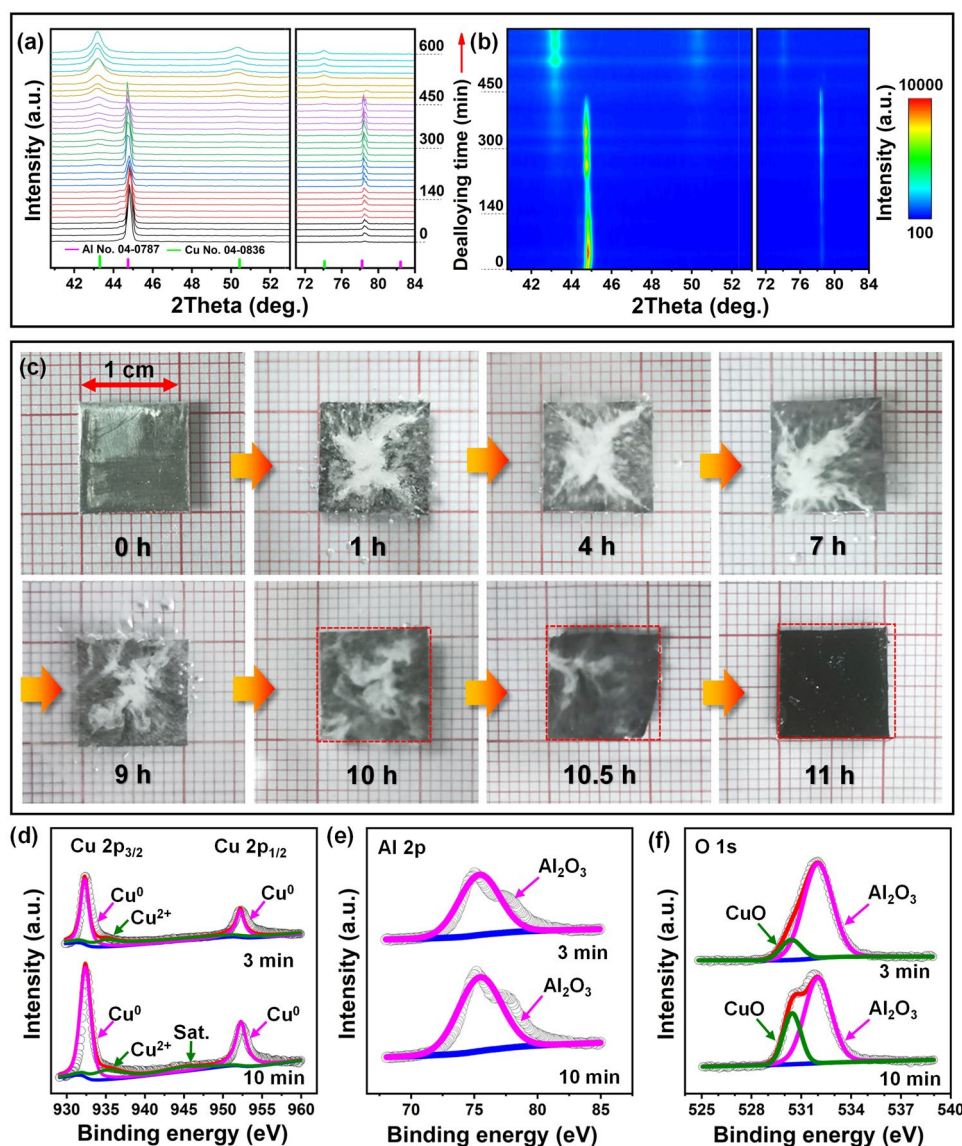 (a)
Intensity (a.u.)
600
450
300
140
0
Al No. 04-0787 Cu No. 04-0836
42 44 46 48 50 52 72 78 84
2Theta (deg.)
Dealloying time (min)
(b)
450
300
140
0
42 44 46 48 50 52 72 78 84
2Theta (deg.)
10000
Intensity (a.u.)
100
(c)
1 cm
0 h
1 h
4 h
7 h
9 h
10 h
10.5 h
11 h
(d)
Cu 2p3/2 Cu 2p1/2
Cu0
Cu2+
Cu0
3 min
Cu0
Cu2+
Sat.
Cu0
10 min
Intensity (a.u.)
930 935 940 945 950 955 960
Binding energy (eV)
(e)
Al 2p
Al2O3
3 min
Al2O3
10 min
Intensity (a.u.)
70 75 80 85
Binding energy (eV)
(f)
O 1s
CuO
Al2O3
3 min
CuO
Al2O3
10 min
Intensity (a.u.)
525 528 531 534 537 540
Binding energy (eV)